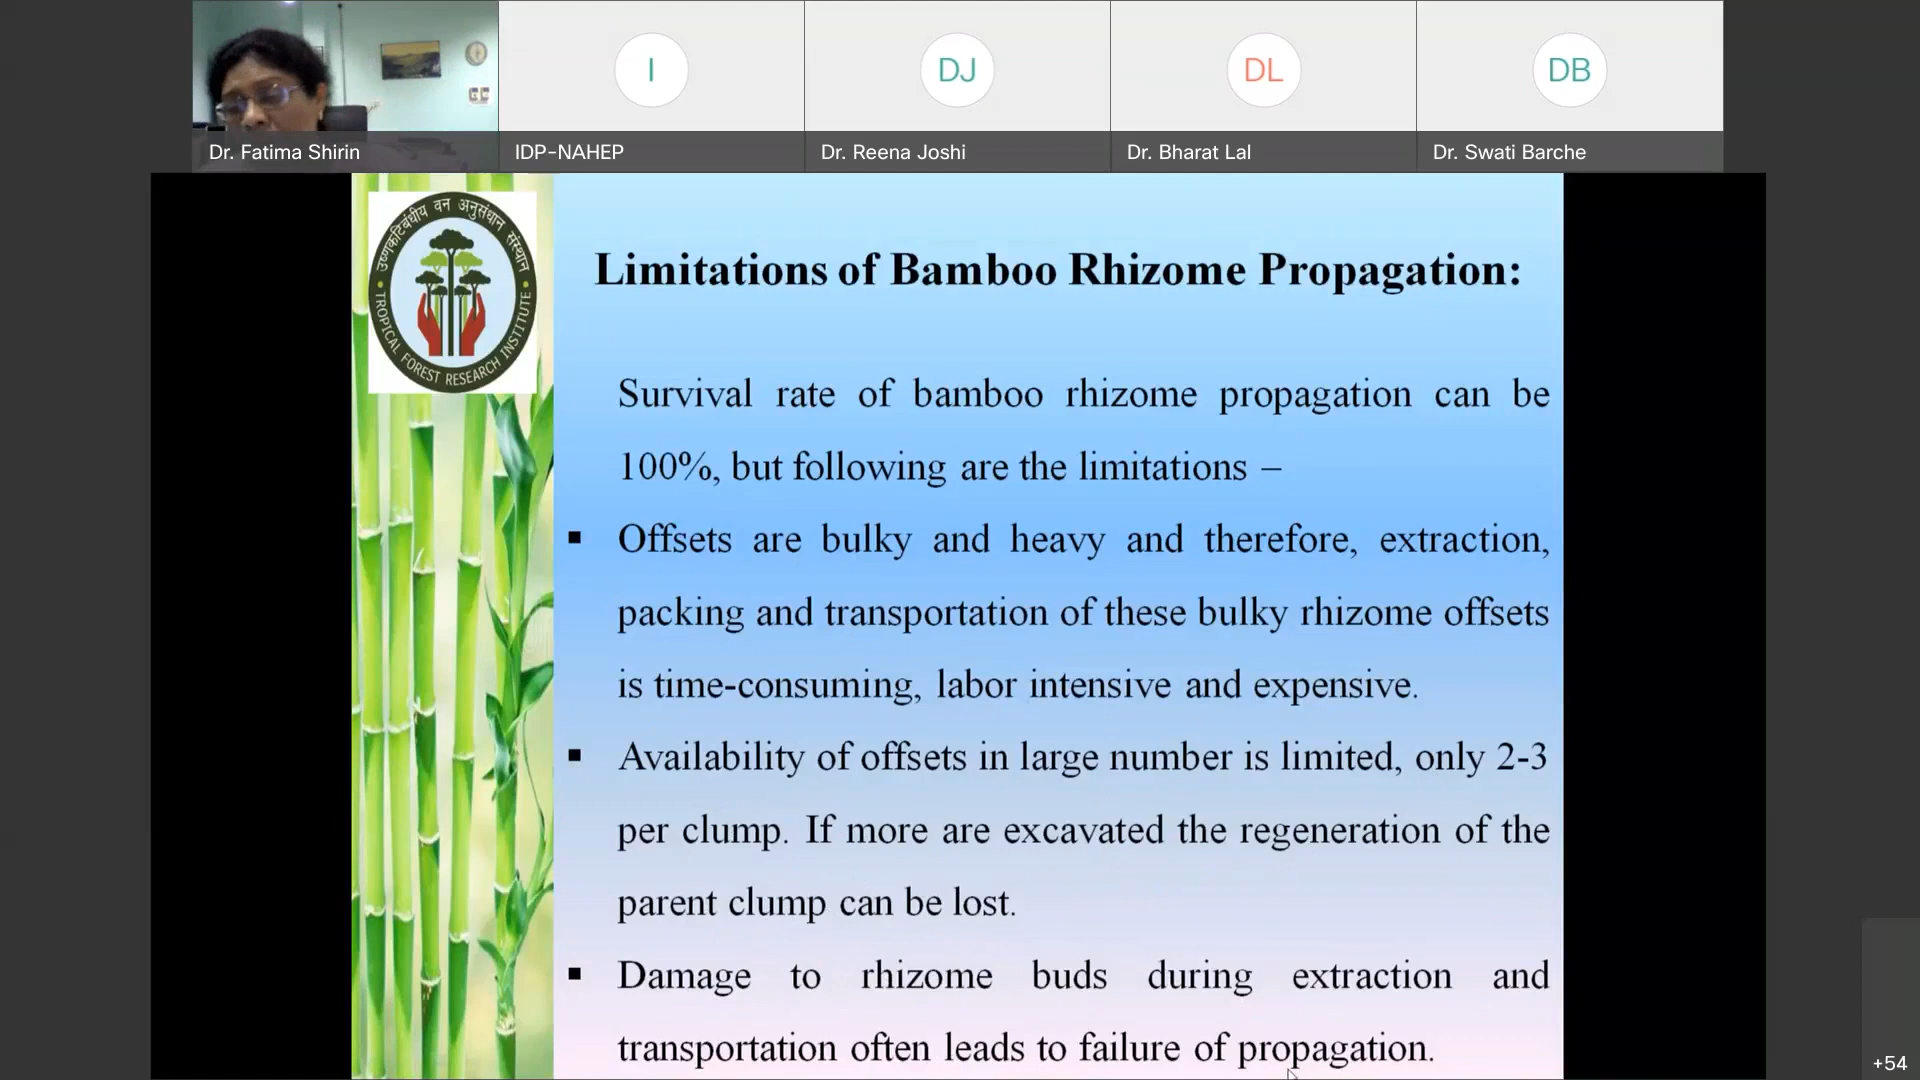 I
DJ
DL
DB
Dr. Fatima Shirin
IDP-NAHEP
Dr. Reena Joshi
Dr. Bharat Lal
Dr. Swati Barche
उष्णकटिबंधीय वन अनुसंधान संस्थान
TROPICAL FOREST RESEARCH INSTITUTE
Limitations of Bamboo Rhizome Propagation:
Survival rate of bamboo rhizome propagation can be
100%, but following are the limitations –
▪ Offsets are bulky and heavy and therefore, extraction,
packing and transportation of these bulky rhizome offsets
is time-consuming, labor intensive and expensive.
▪ Availability of offsets in large number is limited, only 2-3
per clump. If more are excavated the regeneration of the
parent clump can be lost.
▪ Damage to rhizome buds during extraction and
transportation often leads to failure of propagation.
+54